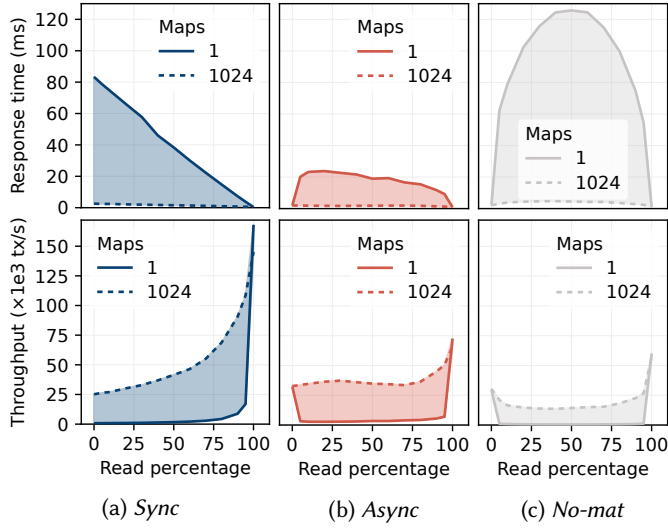 Response time (ms)
120
100
80
60
40
20
0
Maps
1
1024
Maps
1
1024
Maps
1
1024
Throughput (×1e3 tx/s)
150
125
100
75
50
25
0
Maps
1
1024
Maps
1
1024
Maps
1
1024
0 25 50 75 100
0 25 50 75 100
0 25 50 75 100
Read percentage
Read percentage
Read percentage
(a) Sync
(b) Async
(c) No-mat